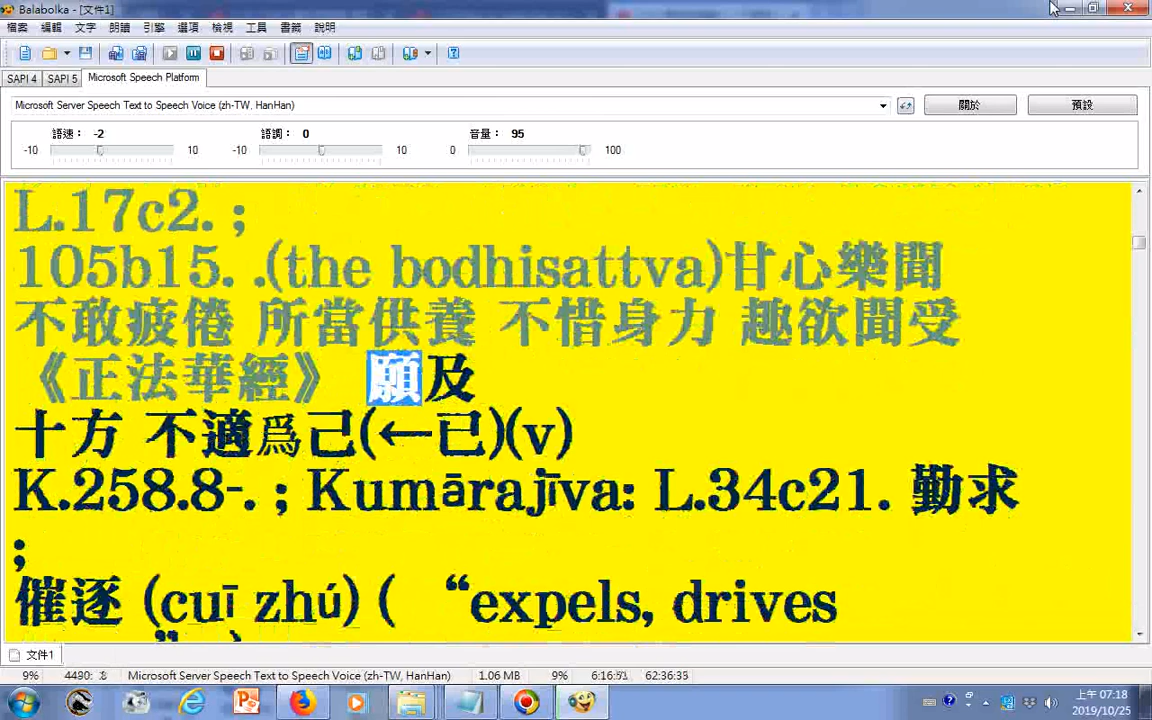 Balabolka - [文件1]
檔案 編輯 文字 朗讀 引擎 選項 檢視 工具 書籤 說明
SAPI 4 SAPI 5 Microsoft Speech Platform
Microsoft Server Speech Text to Speech Voice (zh-TW, HanHan) 關於 預設
語速： -2 語調： 0 音量： 95
-10 10 -10 10 0 100
L.17c2. ;
105b15. .(the bodhisattva)甘心樂聞
不敢疲倦 所當供養 不惜身力 趣欲聞受
《正法華經》 願及
十方 不適爲己(←已)(v)
K.258.8-. ; Kumārajīva: L.34c21. 勤求
;
催逐 (cuī zhú) ( “expels, drives
文件1
9% Microsoft Server Speech Text to Speech Voice (zh-TW, HanHan) 1.06 MB 9% 62:36:35
上午 07:18
2019/10/25